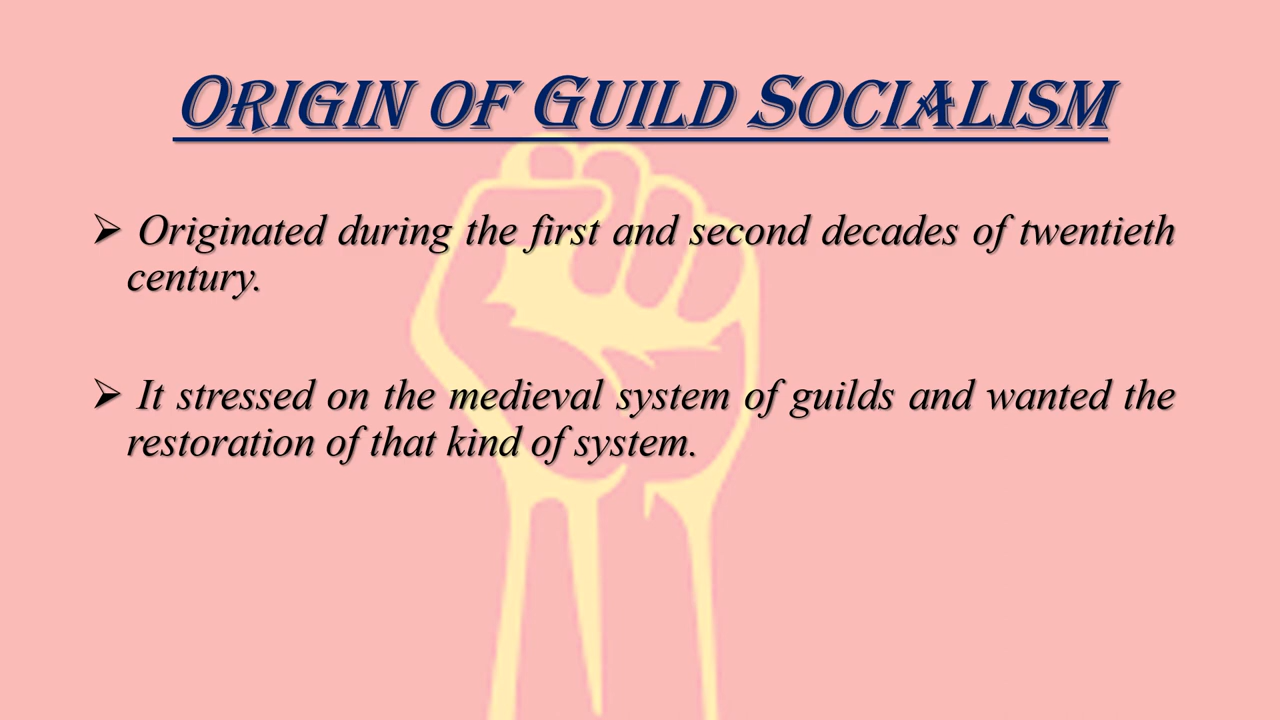 ORIGIN OF GUILD SOCIALISM
➢ Originated during the first and second decades of twentieth
century.
➢ It stressed on the medieval system of guilds and wanted the
restoration of that kind of system.